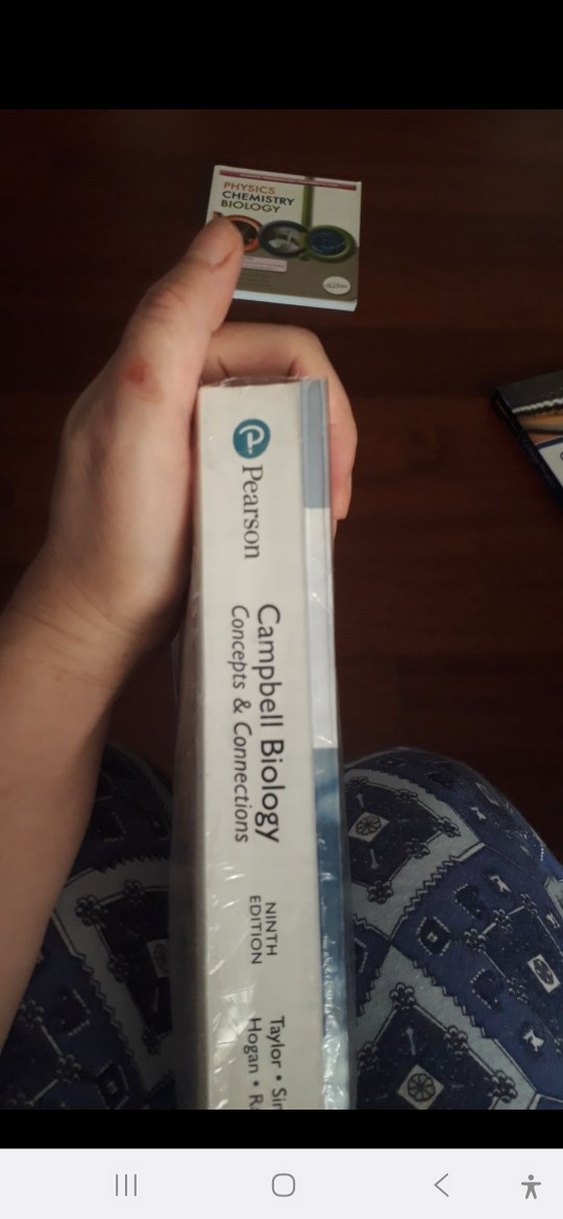 PHYSICS
CHEMISTRY
BIOLOGY
Pearson
Campbell Biology
Concepts & Connections
NINTH
EDITION
Taylor •
Hogan •